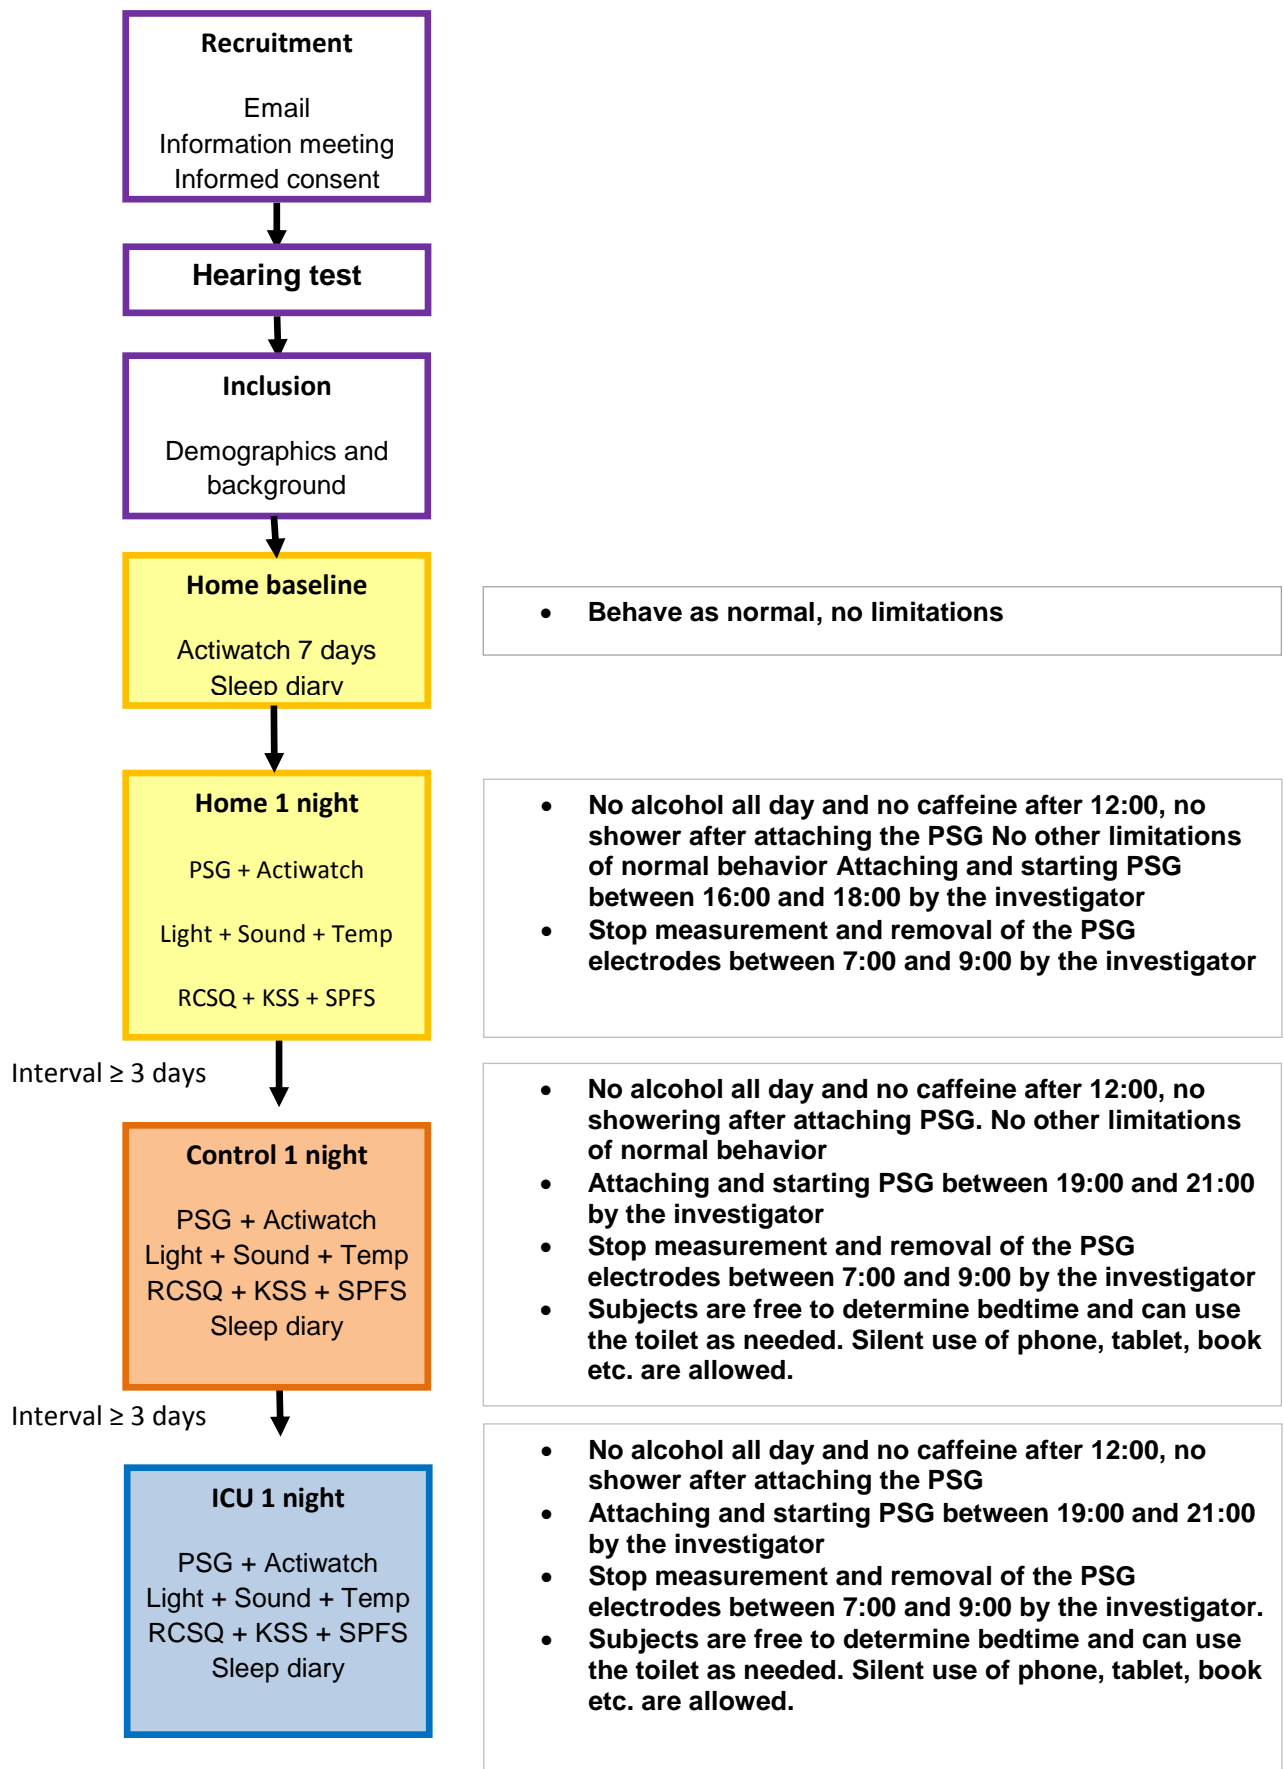 Recruitment
Email
Information meeting
Informed consent
Hearing test
Inclusion
Demographics and
background
Home baseline
Actiwatch 7 days
Sleep diary
• Behave as normal, no limitations
Home 1 night
PSG + Actiwatch
Light + Sound + Temp
RCSQ + KSS + SPFS
• No alcohol all day and no caffeine after 12:00, no
shower after attaching the PSG No other limitations
of normal behavior Attaching and starting PSG
between 16:00 and 18:00 by the investigator
• Stop measurement and removal of the PSG
electrodes between 7:00 and 9:00 by the investigator
Interval ≥ 3 days
Control 1 night
PSG + Actiwatch
Light + Sound + Temp
RCSQ + KSS + SPFS
Sleep diary
• No alcohol all day and no caffeine after 12:00, no
showering after attaching PSG. No other limitations
of normal behavior
• Attaching and starting PSG between 19:00 and 21:00
by the investigator
• Stop measurement and removal of the PSG
electrodes between 7:00 and 9:00 by the investigator
• Subjects are free to determine bedtime and can use
the toilet as needed. Silent use of phone, tablet, book
etc. are allowed.
Interval ≥ 3 days
ICU 1 night
PSG + Actiwatch
Light + Sound + Temp
RCSQ + KSS + SPFS
Sleep diary
• No alcohol all day and no caffeine after 12:00, no
shower after attaching the PSG
• Attaching and starting PSG between 19:00 and 21:00
by the investigator
• Stop measurement and removal of the PSG
electrodes between 7:00 and 9:00 by the investigator.
• Subjects are free to determine bedtime and can use
the toilet as needed. Silent use of phone, tablet, book
etc. are allowed.